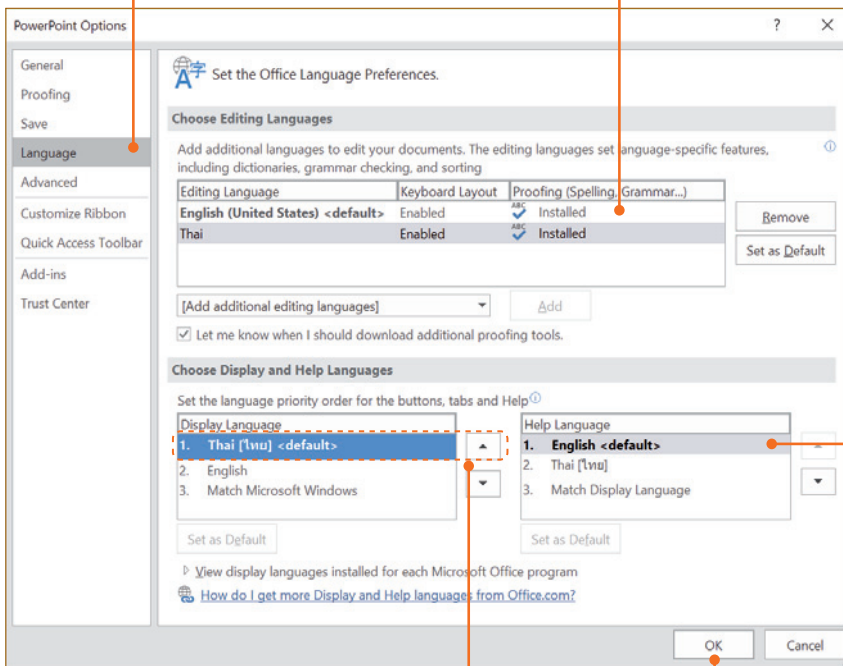 PowerPoint Options
?
General
Proofing
Save
Language
Advanced
Customize Ribbon
Quick Access Toolbar
Add-ins
Trust Center
A字 Set the Office Language Preferences.
Choose Editing Languages
Add additional languages to edit your documents. The editing languages set language-specific features,
including dictionaries, grammar checking, and sorting
Editing Language Keyboard Layout Proofing (Spelling, Grammar...)
English (United States) <default> Enabled ABC Installed
Thai Enabled ABC Installed
Remove
Set as Default
[Add additional editing languages] Add
Let me know when I should download additional proofing tools.
Choose Display and Help Languages
Set the language priority order for the buttons, tabs and Help
Display Language
1. Thai [ไทย] <default>
2. English
3. Match Microsoft Windows
Set as Default
Help Language
1. English <default>
2. Thai [ไทย]
3. Match Display Language
Set as Default
View display languages installed for each Microsoft Office program
How do I get more Display and Help languages from Office.com?
OK Cancel